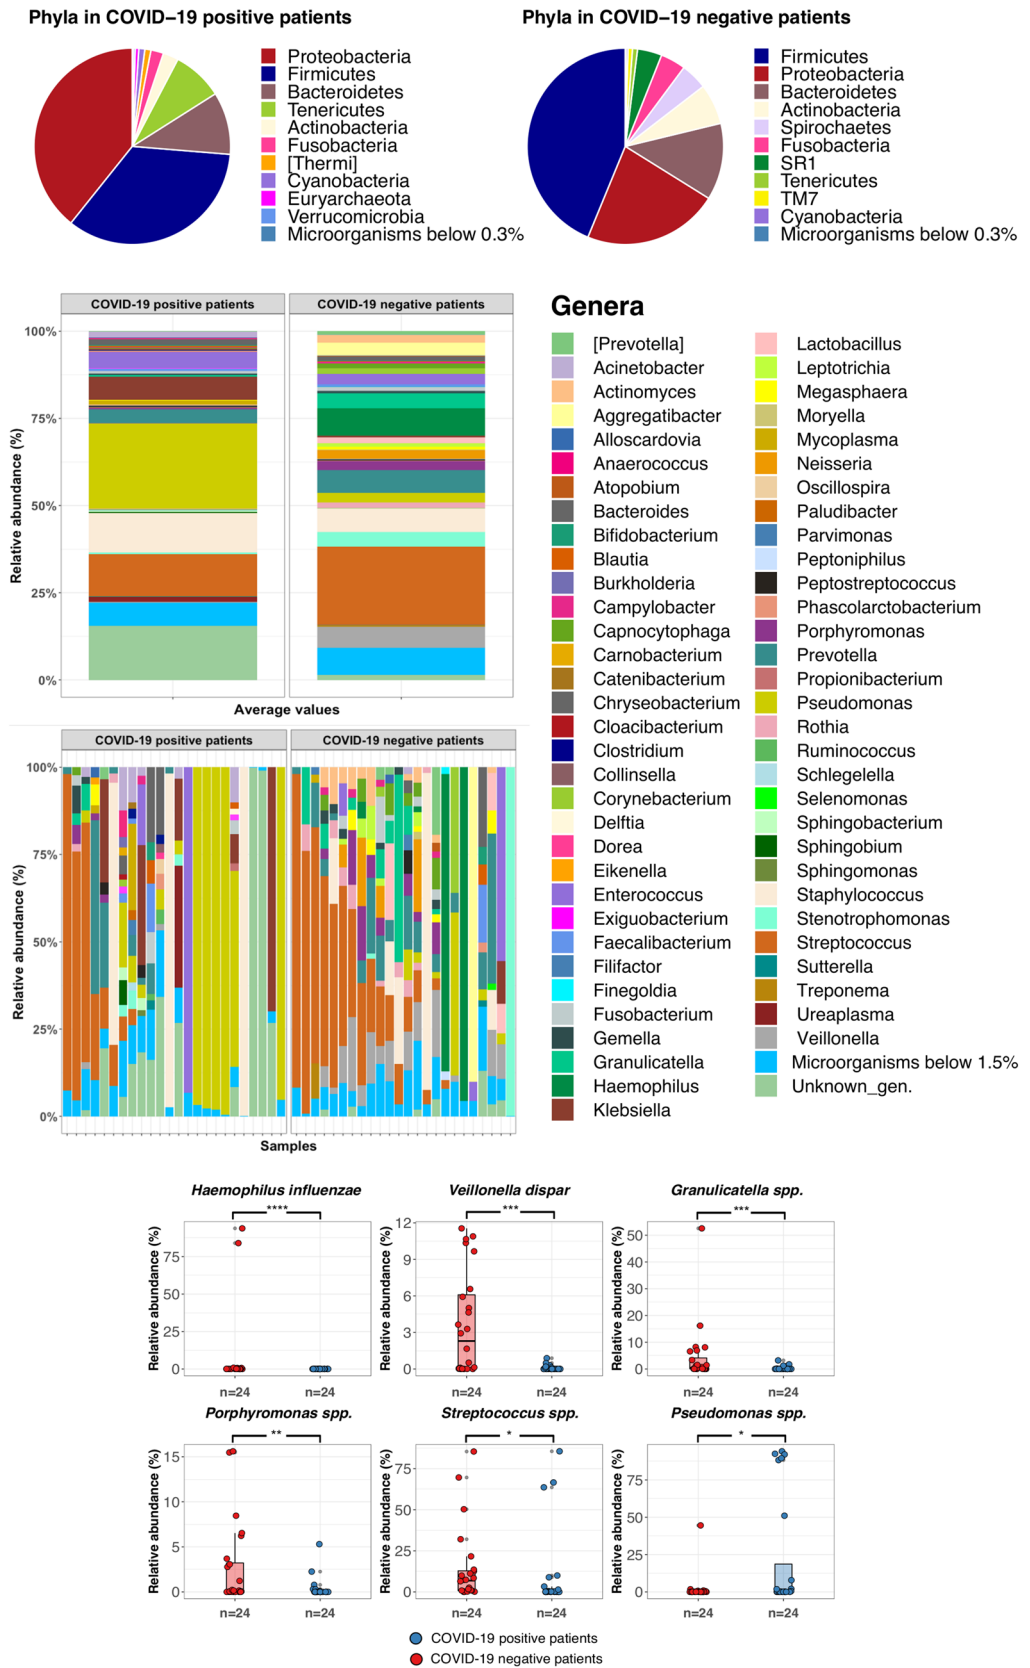 Phyla in COVID−19 positive patients
Proteobacteria
Firmicutes
Bacteroidetes
Tenericutes
Actinobacteria
Fusobacteria
[Thermi]
Cyanobacteria
Euryarchaeota
Verrucomicrobia
Microorganisms below 0.3%
Phyla in COVID−19 negative patients
Firmicutes
Proteobacteria
Bacteroidetes
Actinobacteria
Spirochaetes
Fusobacteria
SR1
Tenericutes
TM7
Cyanobacteria
Microorganisms below 0.3%
COVID-19 positive patients
COVID-19 negative patients
Relative abundance (%)
100%
75%
50%
25%
0%
Average values
COVID-19 positive patients
COVID-19 negative patients
Relative abundance (%)
100%
75%
50%
25%
0%
Samples
Genera
[Prevotella]
Acinetobacter
Actinomyces
Aggregatibacter
Alloscardovia
Anaerococcus
Atopobium
Bacteroides
Bifidobacterium
Blautia
Burkholderia
Campylobacter
Capnocytophaga
Carnobacterium
Catenibacterium
Chryseobacterium
Cloacibacterium
Clostridium
Collinsella
Corynebacterium
Delftia
Dorea
Eikenella
Enterococcus
Exiguobacterium
Faecalibacterium
Filifactor
Finegoldia
Fusobacterium
Gemella
Granulicatella
Haemophilus
Klebsiella
Lactobacillus
Leptotrichia
Megasphaera
Moryella
Mycoplasma
Neisseria
Oscillospira
Paludibacter
Parvimonas
Peptoniphilus
Peptostreptococcus
Phascolarctobacterium
Porphyromonas
Prevotella
Propionibacterium
Pseudomonas
Rothia
Ruminococcus
Schlegelella
Selenomonas
Sphingobacterium
Sphingobium
Sphingomonas
Staphylococcus
Stenotrophomonas
Streptococcus
Sutterella
Treponema
Ureaplasma
Veillonella
Microorganisms below 1.5%
Unknown_gen.
Haemophilus influenzae
****
Relative abundance (%)
75
50
25
0
n=24
n=24
Veillonella dispar
***
Relative abundance (%)
12
9
6
3
0
n=24
n=24
Granulicatella spp.
***
Relative abundance (%)
50
40
30
20
10
0
n=24
n=24
Porphyromonas spp.
**
Relative abundance (%)
15
10
5
0
n=24
n=24
Streptococcus spp.
*
Relative abundance (%)
75
50
25
0
n=24
n=24
Pseudomonas spp.
*
Relative abundance (%)
75
50
25
0
n=24
n=24
COVID-19 positive patients
COVID-19 negative patients